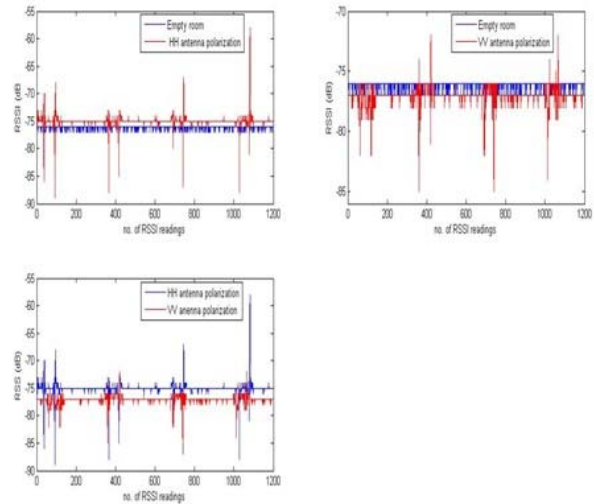 -55
-60
-65
-70
-75
-80
-85
-90
RSSI (dB)
0 200 400 600 800 1000 1200
no. of RSSI readings
Empty room
HH antenna polarization
-70
-75
-80
-85
RSSI (dB)
0 200 400 600 800 1000 1200
no. of RSSI readings
Empty room
VV antenna polarization
-55
-60
-65
-70
-75
-80
-85
-90
RSSI (dB)
0 200 400 600 800 1000 1200
no. of RSSI readings
HH antenna polarization
VV anenna polarization